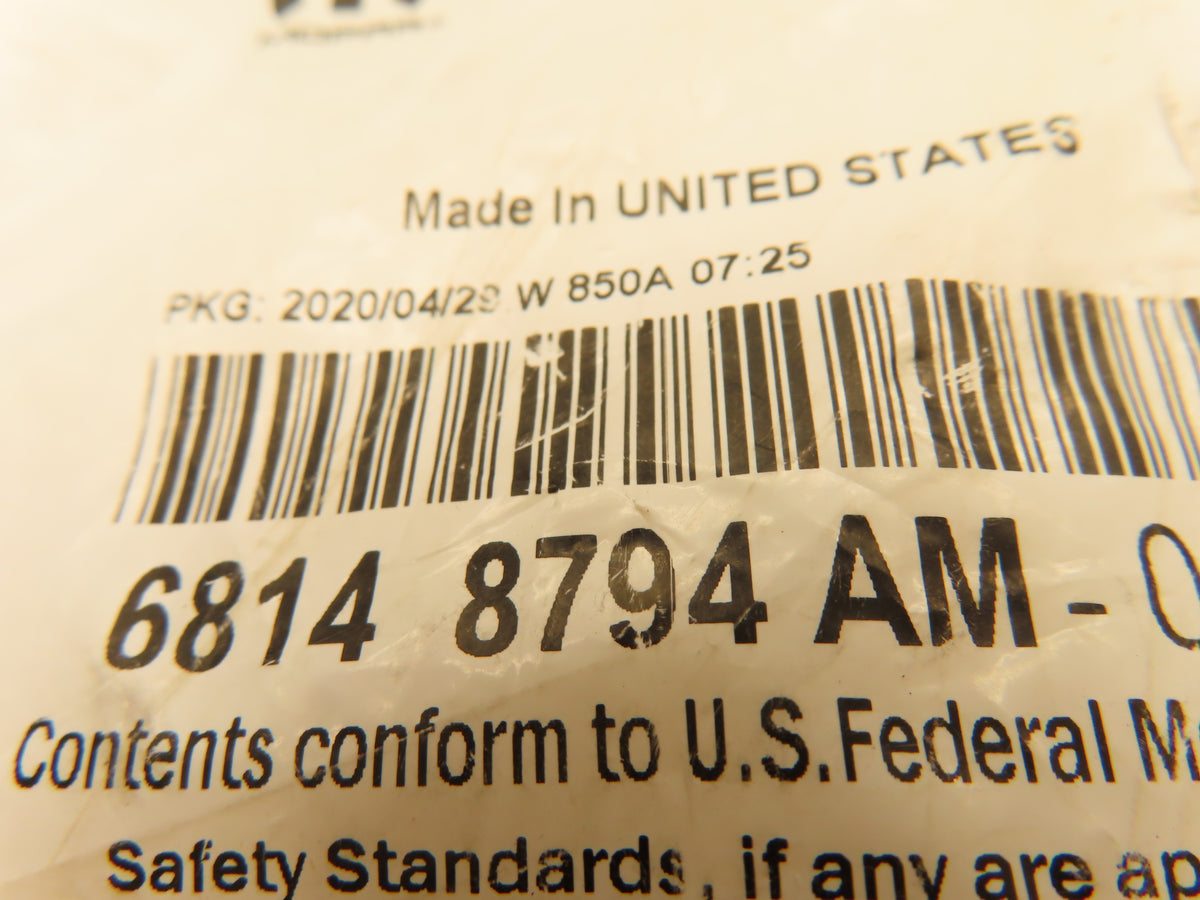 Made In UNITED STATES
PKG: 2020/04/29 W 850A 07:25
6814 8794 AM -
Contents conform to U.S. Federal
Safety Standards, if any are